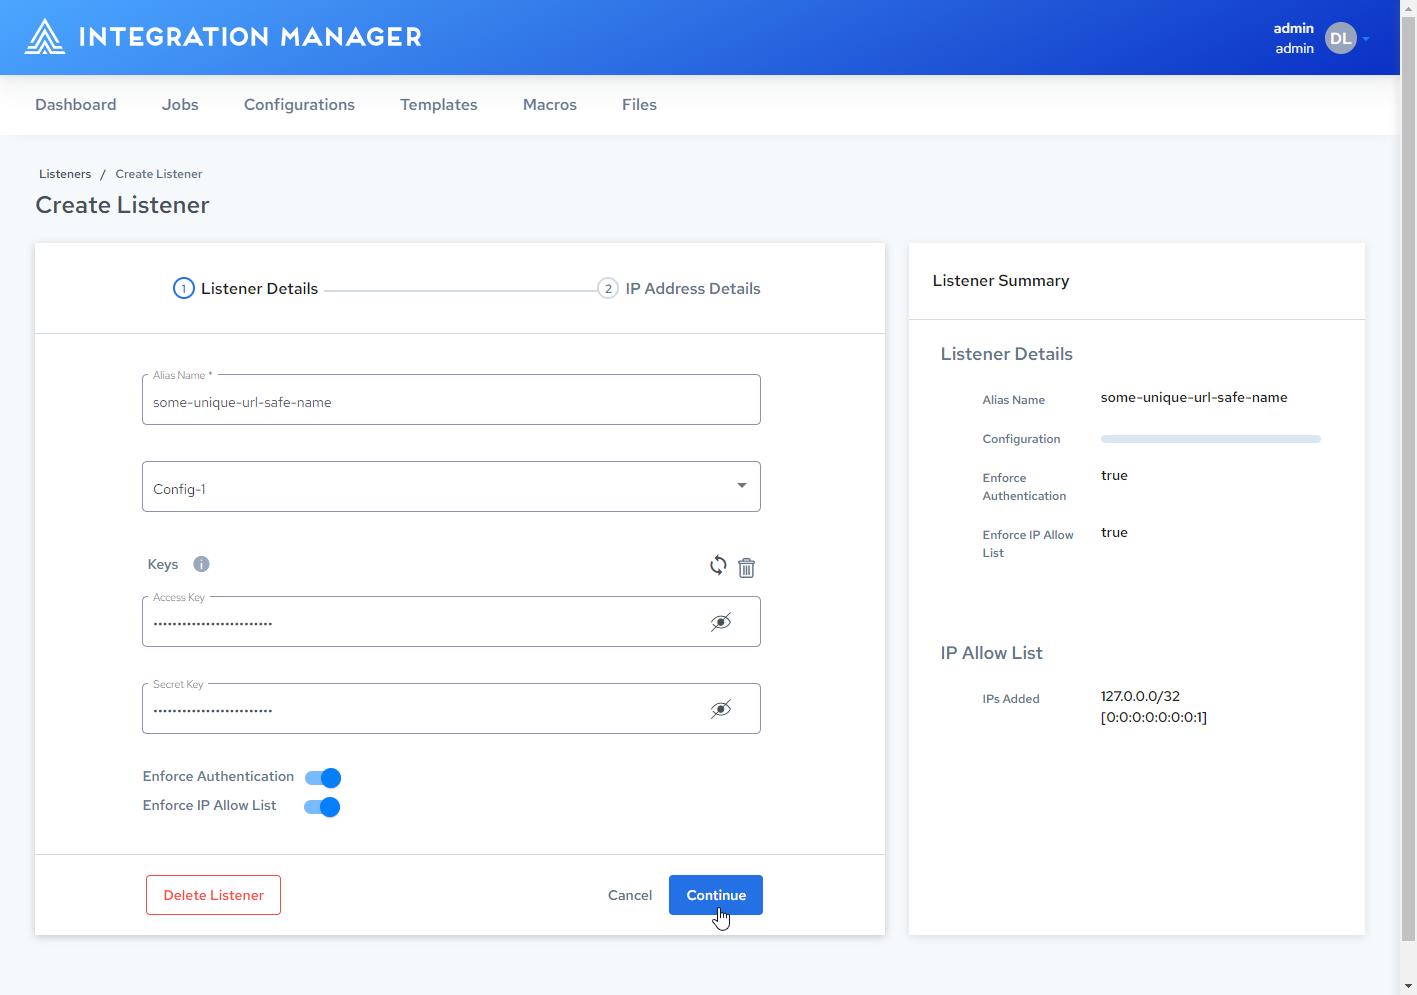 INTEGRATION MANAGER
admin
admin
DL
Dashboard Jobs Configurations Templates Macros Files
Listeners / Create Listener
Create Listener
1 Listener Details 2 IP Address Details
Alias Name *
some-unique-url-safe-name
Config-1
Keys i
Access Key
•••••••••••••••••••••••••
Secret Key
•••••••••••••••••••••••••
Enforce Authentication
Enforce IP Allow List
Delete Listener Cancel Continue
Listener Summary
Listener Details
Alias Name some-unique-url-safe-name
Configuration
Enforce true
Authentication
Enforce IP Allow true
List
IP Allow List
IPs Added 127.0.0.0/32
[0:0:0:0:0:0:0:1]